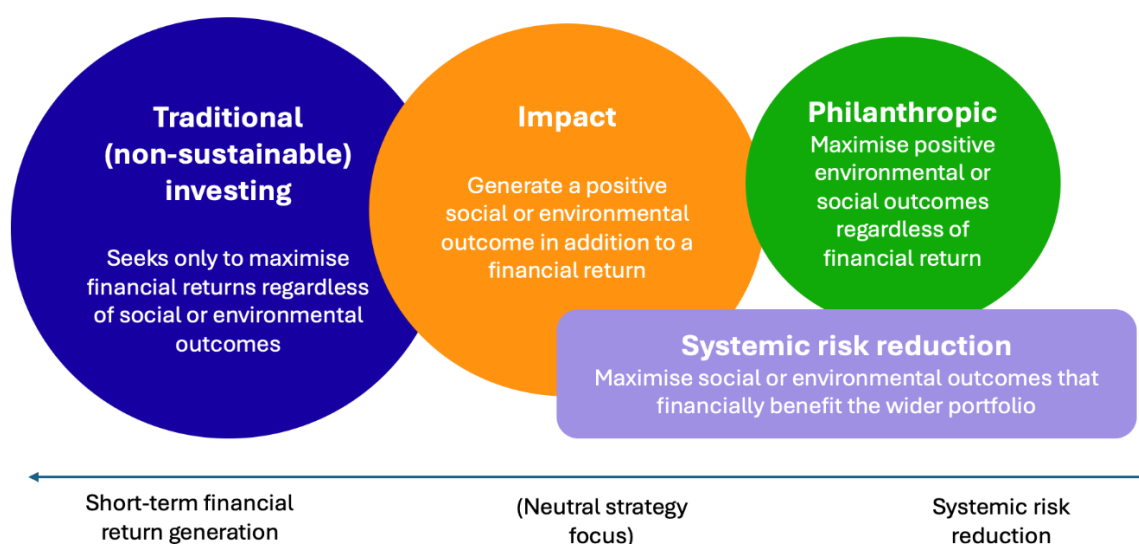 Traditional
(non-sustainable)
investing
Seeks only to maximise
financial returns regardless
of social or environmental
outcomes
Impact
Generate a positive
social or environmental
outcome in addition to a
financial return
Philanthropic
Maximise positive
environmental or
social outcomes
regardless of
financial return
Systemic risk reduction
Maximise social or environmental outcomes that
financially benefit the wider portfolio
Short-term financial
return generation
(Neutral strategy
focus)
Systemic risk
reduction